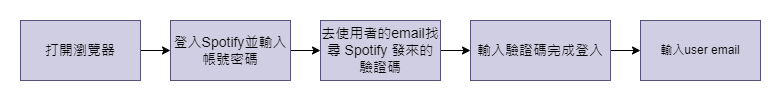 打開瀏覽器
登入Spotify並輸入
帳號密碼
去使用者的email找
尋 Spotify 發來的
驗證碼
輸入驗證碼完成登入
輸入user email